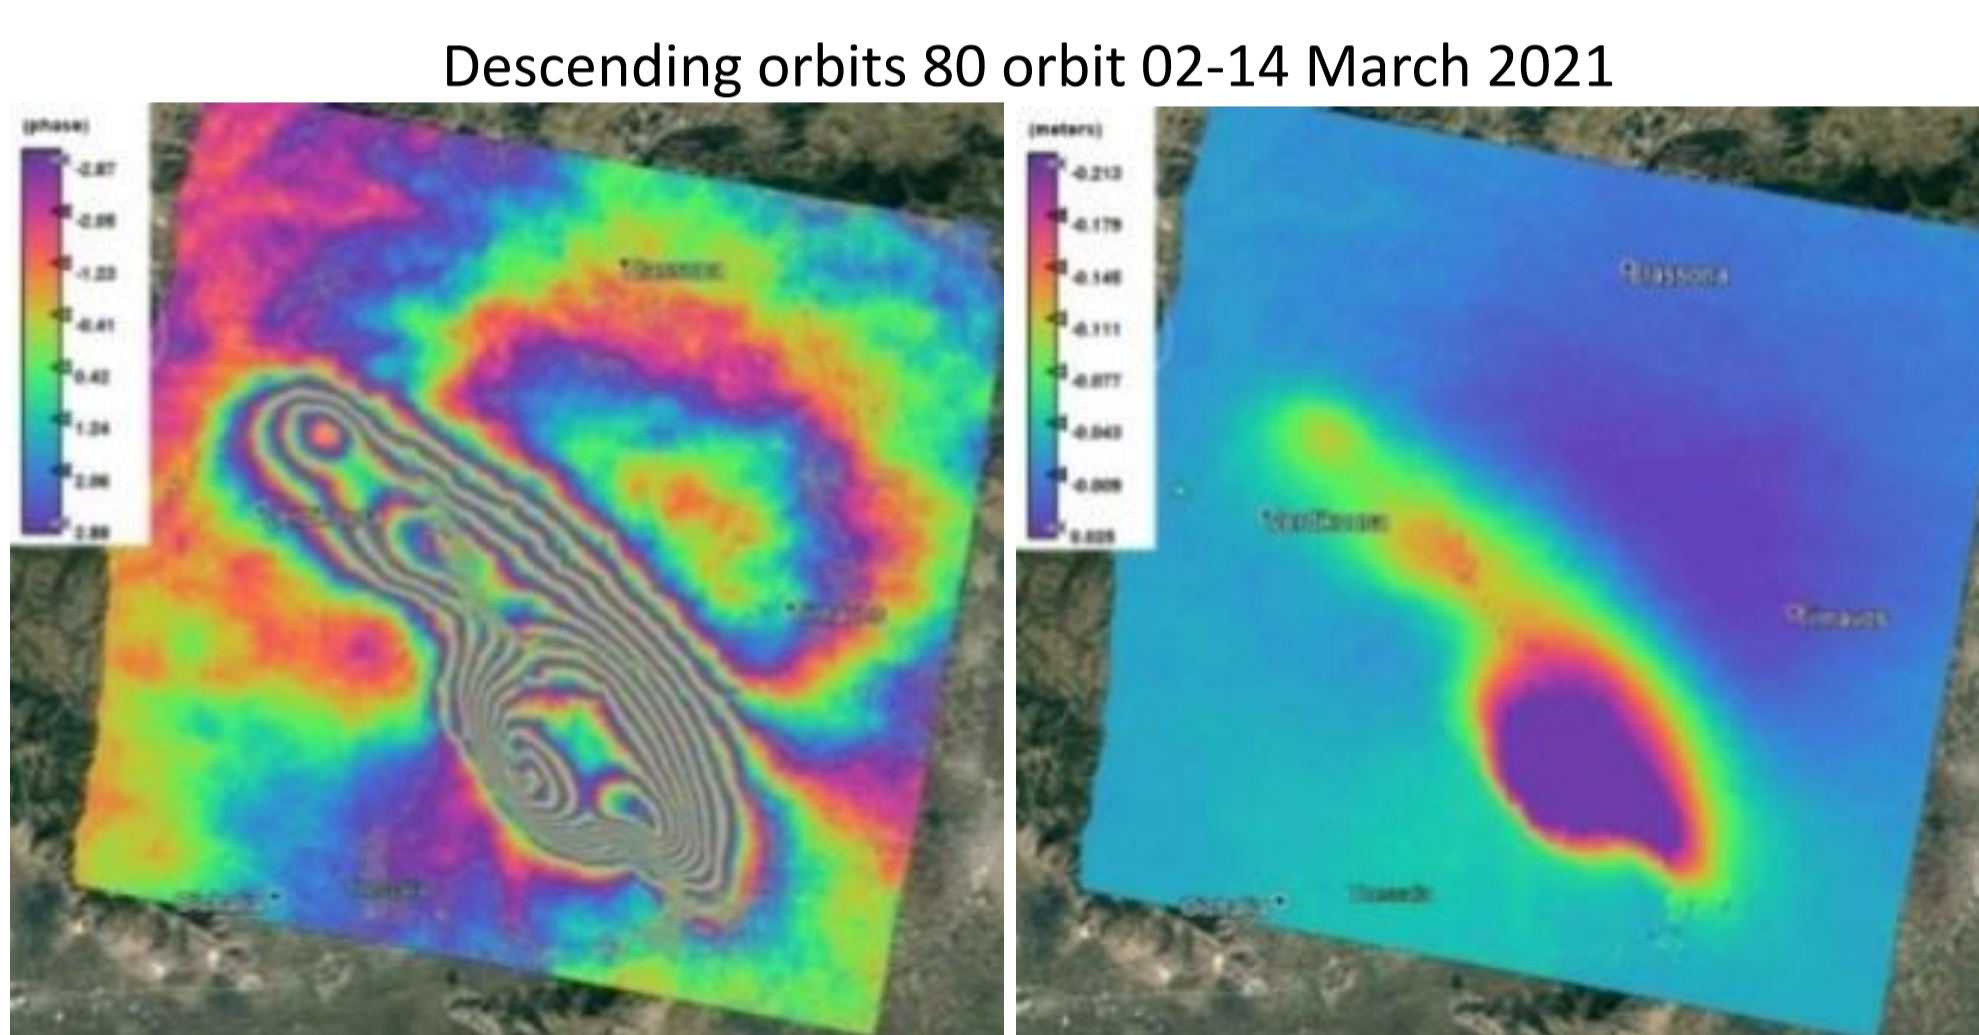 Descending orbits 80 orbit 02-14 March 2021
(phase)
-2.87
-2.05
-1.23
-0.41
0.42
1.24
2.06
2.88
(meters)
-0.213
-0.179
-0.145
-0.111
-0.077
-0.043
-0.009
0.025
Elassona
Verdikoussa
Tirnavos